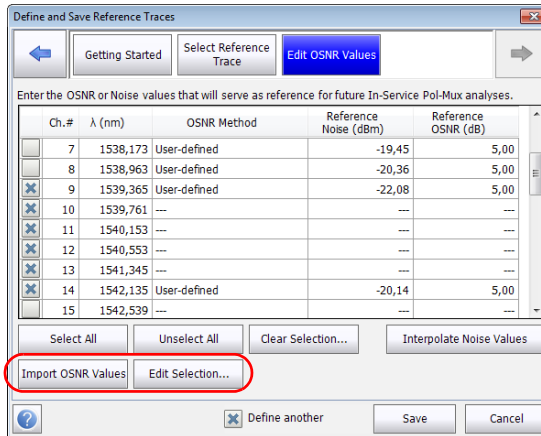 Define and Save Reference Traces
Getting Started
Select Reference Trace
Edit OSNR Values
Enter the OSNR or Noise values that will serve as reference for future In-Service Pol-Mux analyses.
Ch.# λ (nm) OSNR Method Reference Noise (dBm) Reference OSNR (dB)
7 1538,173 User-defined -19,45 5,00
8 1538,963 User-defined -20,36 5,00
9 1539,365 User-defined -22,08 5,00
10 1539,761 --- --- ---
11 1540,153 --- --- ---
12 1540,553 --- --- ---
13 1541,345 --- --- ---
14 1542,135 User-defined -20,14 5,00
15 1542,539 --- --- ---
Select All
Unselect All
Clear Selection...
Interpolate Noise Values
Import OSNR Values
Edit Selection...
?
Define another
Save
Cancel